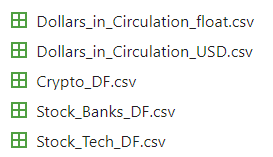 Dollars_in_Circulation_float.csv
Dollars_in_Circulation_USD.csv
Crypto_DF.csv
Stock_Banks_DF.csv
Stock_Tech_DF.csv